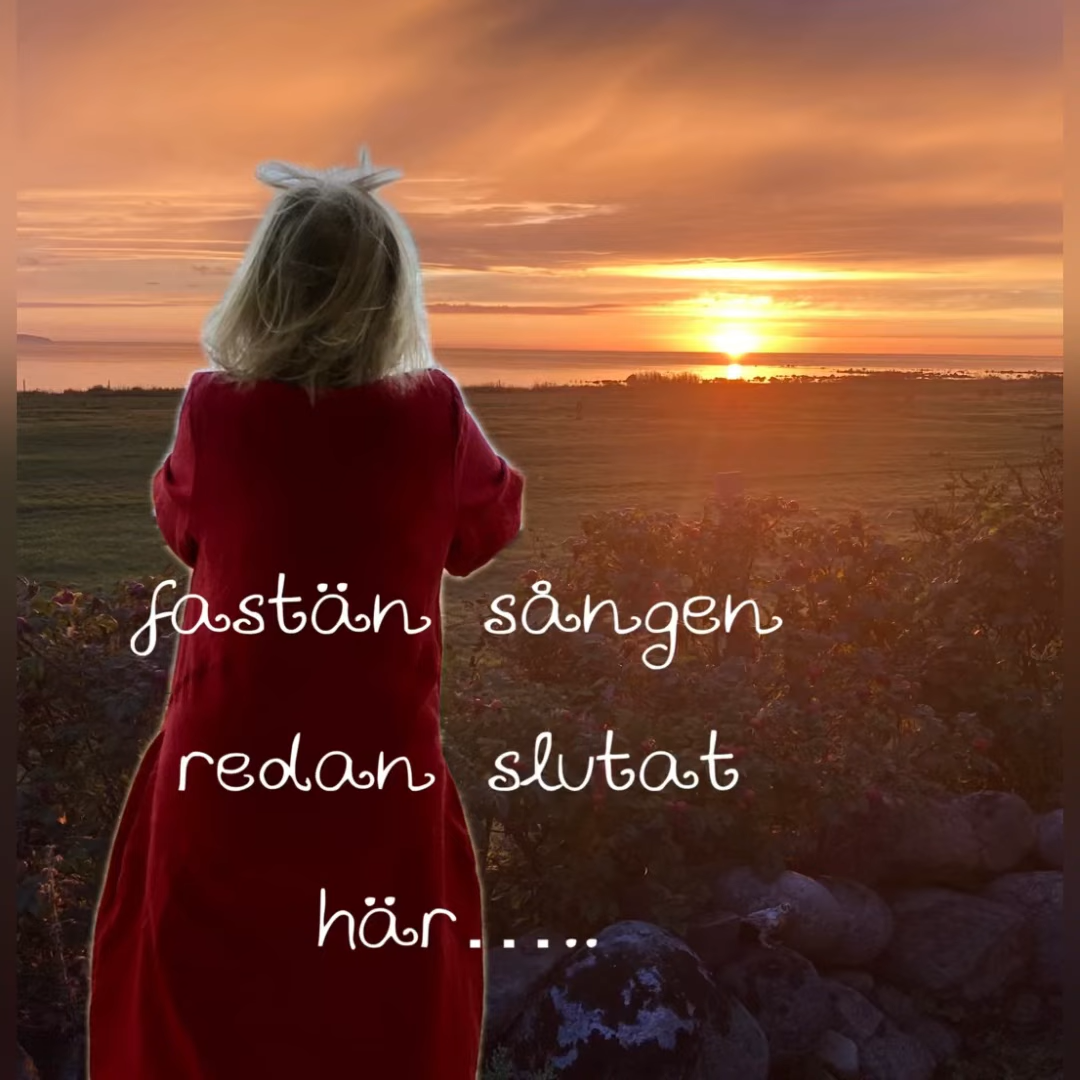 fastän sången
redan slutat
här.....